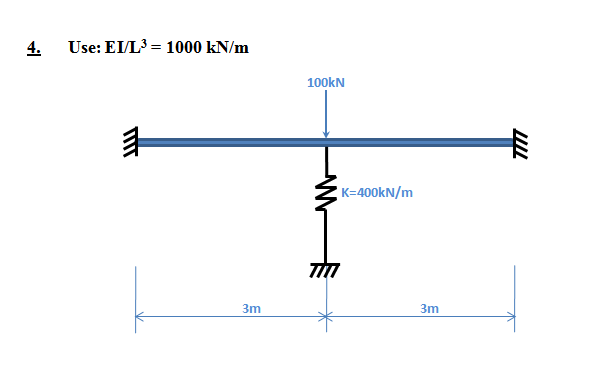 4. Use: EI/L³ = 1000 kN/m
100kN
K=400kN/m
3m
3m